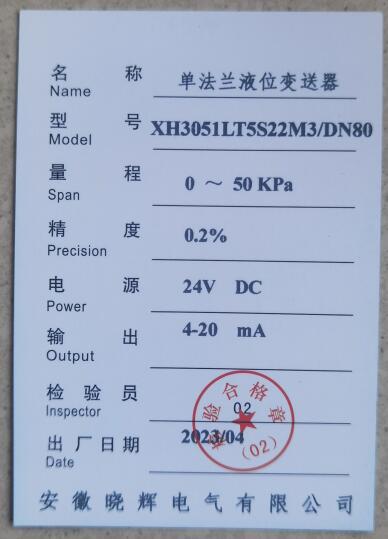 名 称 单法兰液位变送器
Name
型 号 XH3051LT5S22M3/DN80
Model
量 程 0 ～ 50 KPa
Span
精 度 0.2%
Precision
电 源 24V DC
Power
输 出 4-20 mA
Output
检 验 员 02
Inspector
检验合格章
(02)
出 厂 日 期 2023/04
Date
安徽晓辉电气有限公司